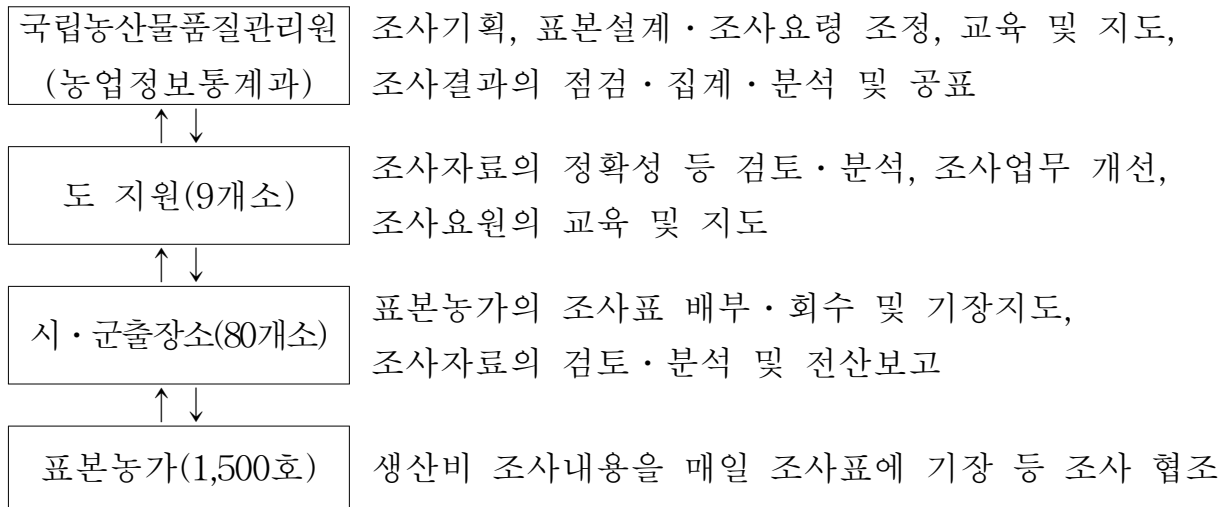 국립농산물품질관리원 조사기획, 표본설계·조사요령 조정, 교육 및 지도,
(농업정보통계과) 조사결과의 점검·집계·분석 및 공표
↑ ↓
도 지원(9개소)
조사자료의 정확성 등 검토·분석, 조사업무 개선,
조사요원의 교육 및 지도
↑ ↓
시·군출장소(80개소)
표본농가의 조사표 배부·회수 및 기장지도,
조사자료의 검토·분석 및 전산보고
↑ ↓
표본농가(1,500호) 생산비 조사내용을 매일 조사표에 기장 등 조사 협조